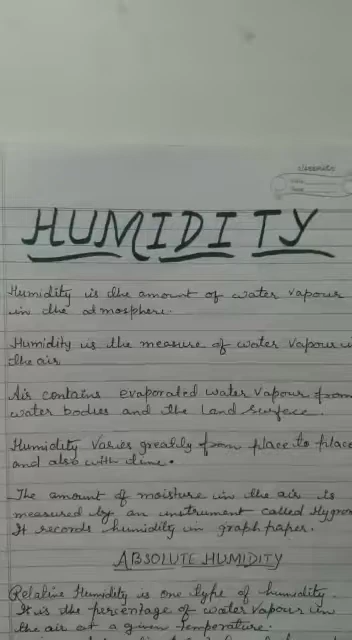 HUMIDITY
Humidity is the amount of water vapour
in the atmosphere.
Humidity is the measure of water vapour in
the air
Air contains evaporated water vapour from
water bodies and the land surface.
Humidity varies greatly from place to place
and also with time.
The amount of moisture in the air is
measured by an instrument called Hygrom
It records humidity in graph paper.
ABSOLUTE HUMIDITY
Relative Humidity is one type of humidity.
It is the percentage of water vapour in
the air at a given temperature.